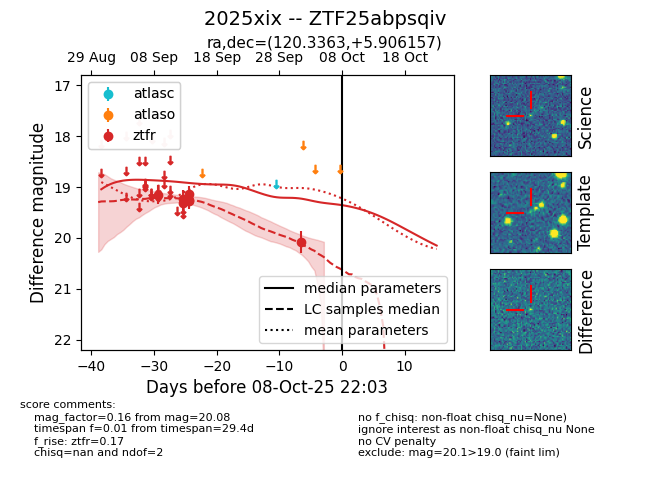 2025xix -- ZTF25abpsqiv
ra,dec=(120.3363,+5.906157)
29 Aug 08 Sep 18 Sep 28 Sep 08 Oct 18 Oct
17
18
19
20
21
22
Difference magnitude
atlasc
atlaso
ztfr
median parameters
LC samples median
mean parameters
−40 −30 −20 −10 0 10
Days before 08-Oct-25 22:03
Science
Template
Difference
score comments:
mag_factor=0.16 from mag=20.08
timespan f=0.01 from timespan=29.4d
f_rise: ztfr=0.17
chisq=nan and ndof=2
no f_chisq: non-float chisq_nu=None)
ignore interest as non-float chisq_nu None
no CV penalty
exclude: mag=20.1>19.0 (faint lim)